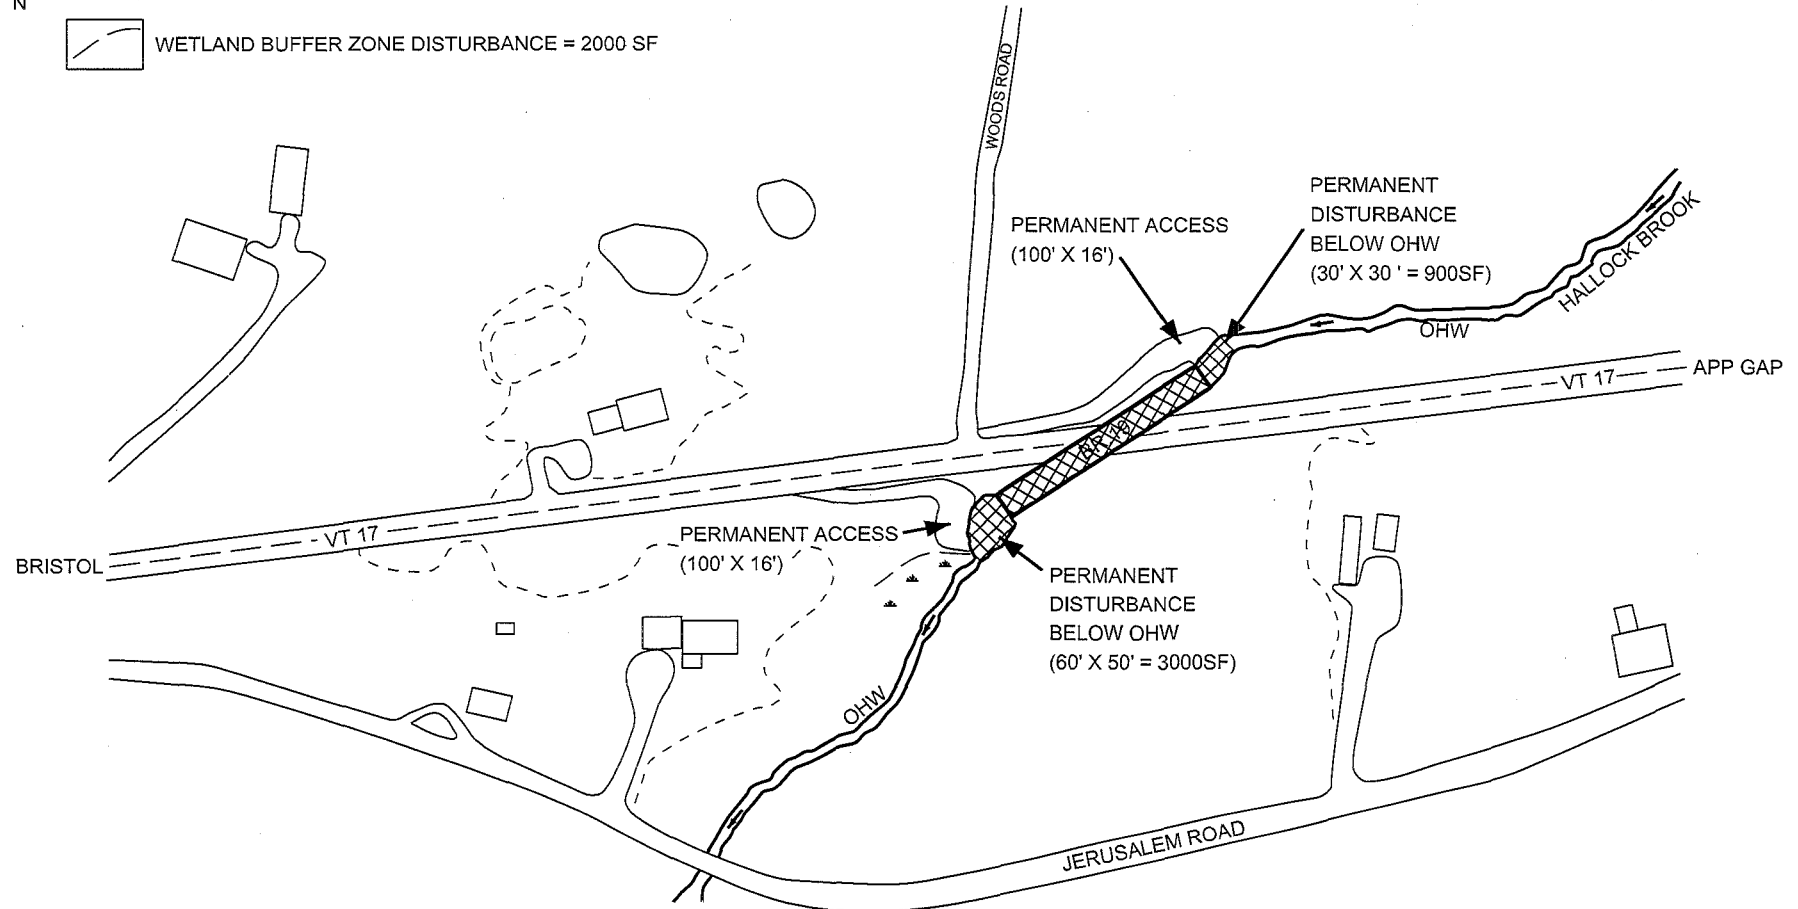 N
WETLAND BUFFER ZONE DISTURBANCE = 2000 SF
WOODS ROAD
PERMANENT ACCESS
(100' X 16')
PERMANENT
DISTURBANCE
BELOW OHW
(30' X 30 ' = 900SF)
HALLOCK BROOK
OHW
VT 17
APP GAP
BR 19
BRISTOL
VT 17
PERMANENT ACCESS
(100' X 16')
PERMANENT
DISTURBANCE
BELOW OHW
(60' X 50' = 3000SF)
OHW
JERUSALEM ROAD